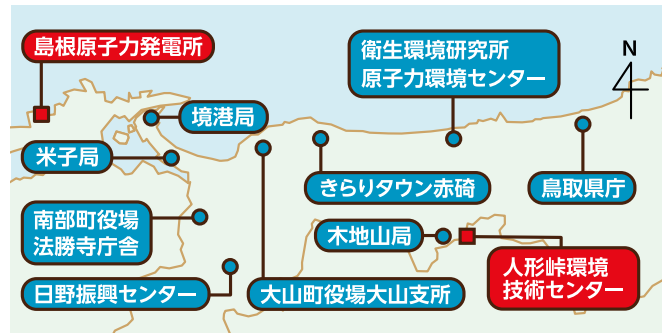 島根原子力発電所
衛生環境研究所
原子力環境センター
N
境港局
米子局
きらりタウン赤碕
鳥取県庁
南部町役場
法勝寺庁舎
木地山局
人形峠環境
技術センター
日野振興センター
大山町役場大山支所